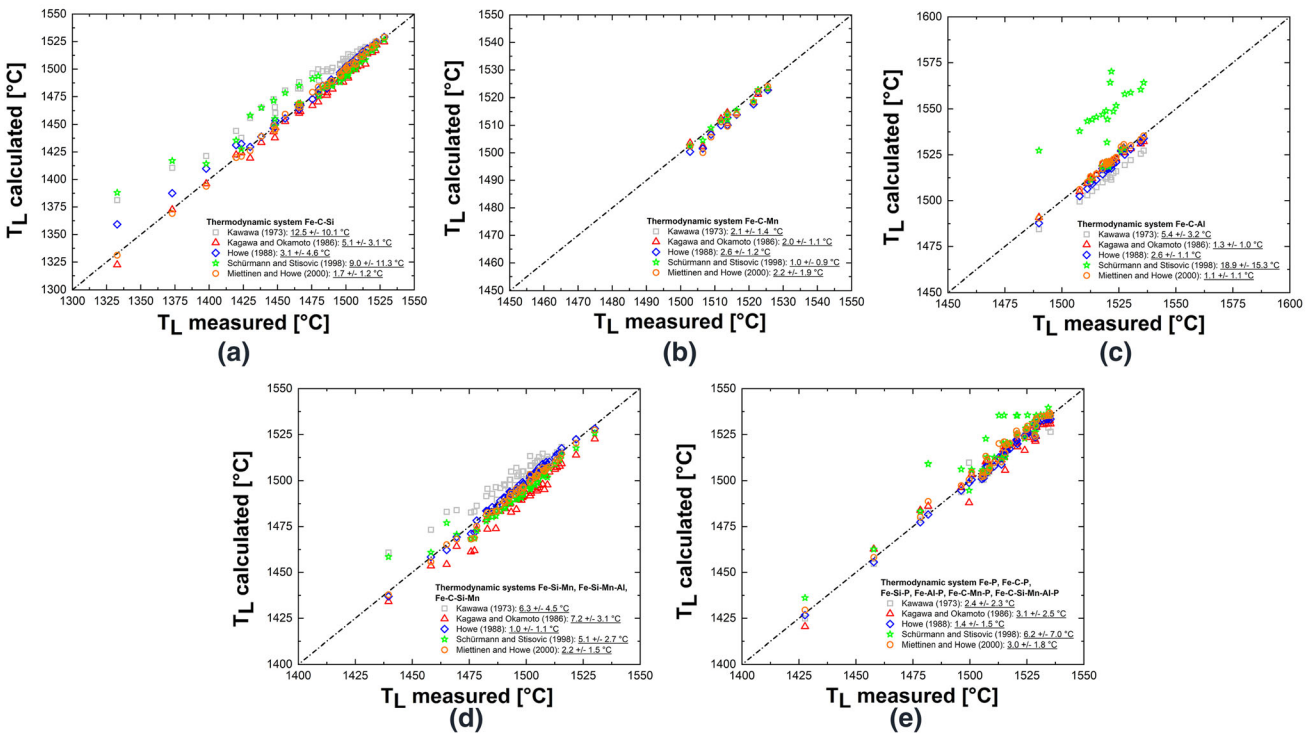 T_L calculated [°C]
1550
1525
1500
1475
1450
1425
1400
1375
1350
1325
1300
Thermodynamic system Fe-C-Si
Kawawa (1973): 12.5 +/- 10.1 °C
Kagawa and Okamoto (1986): 5.1 +/- 3.1 °C
Howe (1988): 3.1 +/- 4.6 °C
Schürmann and Stisovic (1998): 9.0 +/- 11.3 °C
Miettinen and Howe (2000): 1.7 +/- 1.2 °C
1300 1325 1350 1375 1400 1425 1450 1475 1500 1525 1550
T_L measured [°C]
(a)
T_L calculated [°C]
1550
1540
1530
1520
1510
1500
1490
1480
1470
1460
1450
Thermodynamic system Fe-C-Mn
Kawawa (1973): 2.1 +/- 1.4 °C
Kagawa and Okamoto (1986): 2.0 +/- 1.1 °C
Howe (1988): 2.6 +/- 1.2 °C
Schürmann and Stisovic (1998): 1.0 +/- 0.9 °C
Miettinen and Howe (2000): 2.2 +/- 1.9 °C
1450 1460 1470 1480 1490 1500 1510 1520 1530 1540 1550
T_L measured [°C]
(b)
T_L calculated [°C]
1600
1575
1550
1525
1500
1475
1450
Thermodynamic system Fe-C-Al
Kawawa (1973): 5.4 +/- 3.2 °C
Kagawa and Okamoto (1986): 1.3 +/- 1.0 °C
Howe (1988): 2.6 +/- 1.1 °C
Schürmann and Stisovic (1998): 18.9 +/- 15.3 °C
Miettinen and Howe (2000): 1.1 +/- 1.1 °C
1450 1475 1500 1525 1550 1575 1600
T_L measured [°C]
(c)
T_L calculated [°C]
1550
1525
1500
1475
1450
1425
1400
Thermodynamic systems Fe-Si-Mn, Fe-Si-Mn-Al,
Fe-C-Si-Mn
Kawawa (1973): 6.3 +/- 4.5 °C
Kagawa and Okamoto (1986): 7.2 +/- 3.1 °C
Howe (1988): 1.0 +/- 1.1 °C
Schürmann and Stisovic (1998): 5.1 +/- 2.7 °C
Miettinen and Howe (2000): 2.2 +/- 1.5 °C
1400 1425 1450 1475 1500 1525 1550
T_L measured [°C]
(d)
T_L calculated [°C]
1550
1525
1500
1475
1450
1425
1400
Thermodynamic system Fe-P, Fe-C-P,
Fe-Si-P, Fe-Al-P, Fe-C-Mn-P, Fe-C-Si-Mn-Al-P
Kawawa (1973): 2.4 +/- 2.3 °C
Kagawa and Okamoto (1986): 3.1 +/- 2.5 °C
Howe (1988): 1.4 +/- 1.5 °C
Schürmann and Stisovic (1998): 6.2 +/- 7.0 °C
Miettinen and Howe (2000): 3.0 +/- 1.8 °C
1400 1425 1450 1475 1500 1525 1550
T_L measured [°C]
(e)